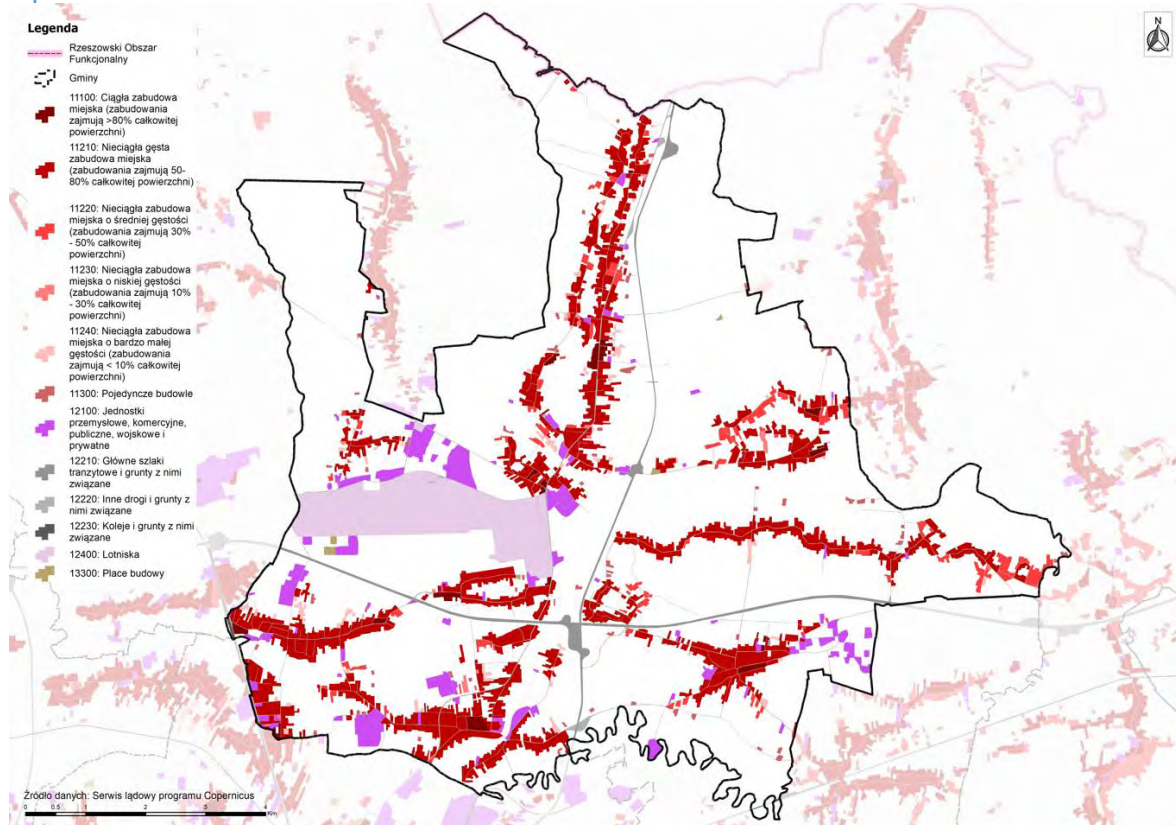 Legenda
Rzeszowski Obszar
Funkcjonalny
Gminy
11100: Ciągła zabudowa
miejska (zabudowania
zajmują >80% całkowitej
powierzchni)
11210: Nieciągła gęsta
zabudowa miejska
(zabudowania zajmują 50-
80% całkowitej powierzchni)
11220: Nieciągła zabudowa
miejska o średniej gęstości
(zabudowania zajmują 30%
- 50% całkowitej
powierzchni)
11230: Nieciągła zabudowa
miejska o niskiej gęstości
(zabudowania zajmują 10%
- 30% całkowitej
powierzchni)
11240: Nieciągła zabudowa
miejska o bardzo małej
gęstości (zabudowania
zajmują < 10% całkowitej
powierzchni)
11300: Pojedyncze budowle
12100: Jednostki
przemysłowe, komercyjne,
publiczne, wojskowe i
prywatne
12210: Główne szlaki
tranzytowe i grunty z nimi
związane
12220: Inne drogi i grunty z
nimi związane
12230: Koleje i grunty z nimi
związane
12400: Lotniska
13300: Place budowy
Źródło danych: Serwis lądowy programu Copernicus
0 0.5 1 2 3 4
Km
N